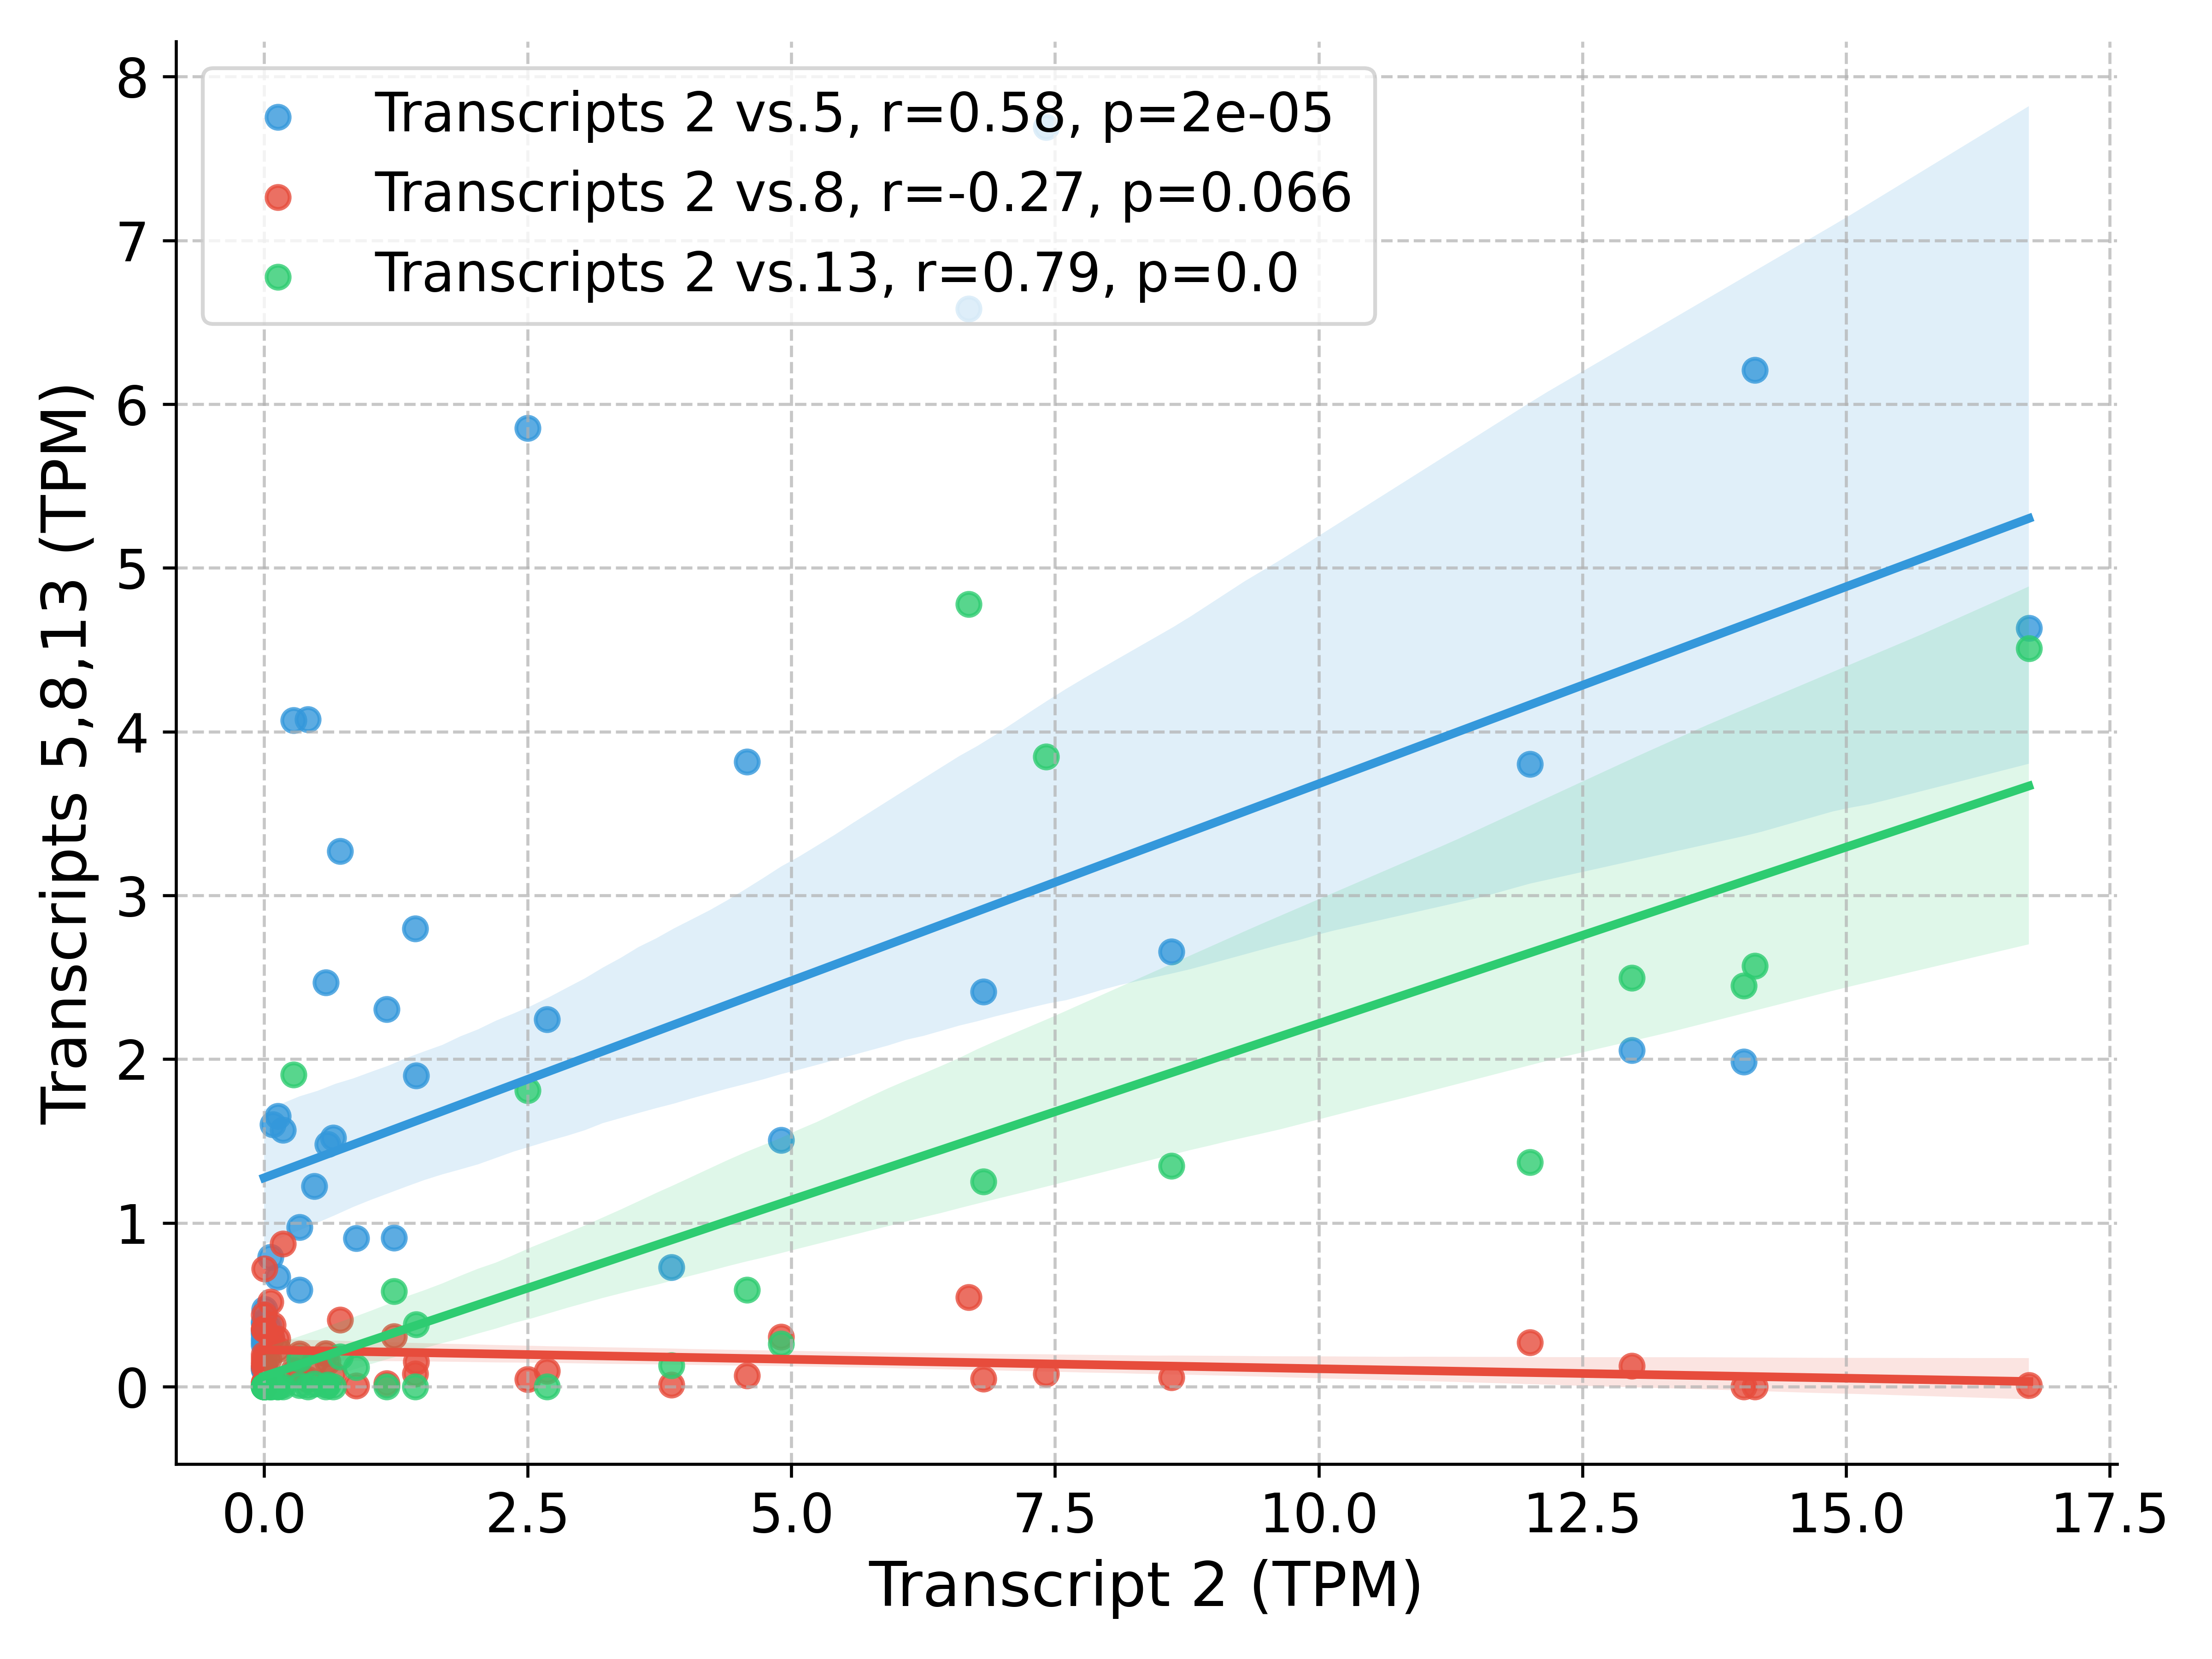 Transcripts 2 vs.5, r=0.58, p=2e-05
Transcripts 2 vs.8, r=-0.27, p=0.066
Transcripts 2 vs.13, r=0.79, p=0.0
8
7
6
5
4
3
2
1
0
Transcripts 5,8,13 (TPM)
0.0 2.5 5.0 7.5 10.0 12.5 15.0 17.5
Transcript 2 (TPM)